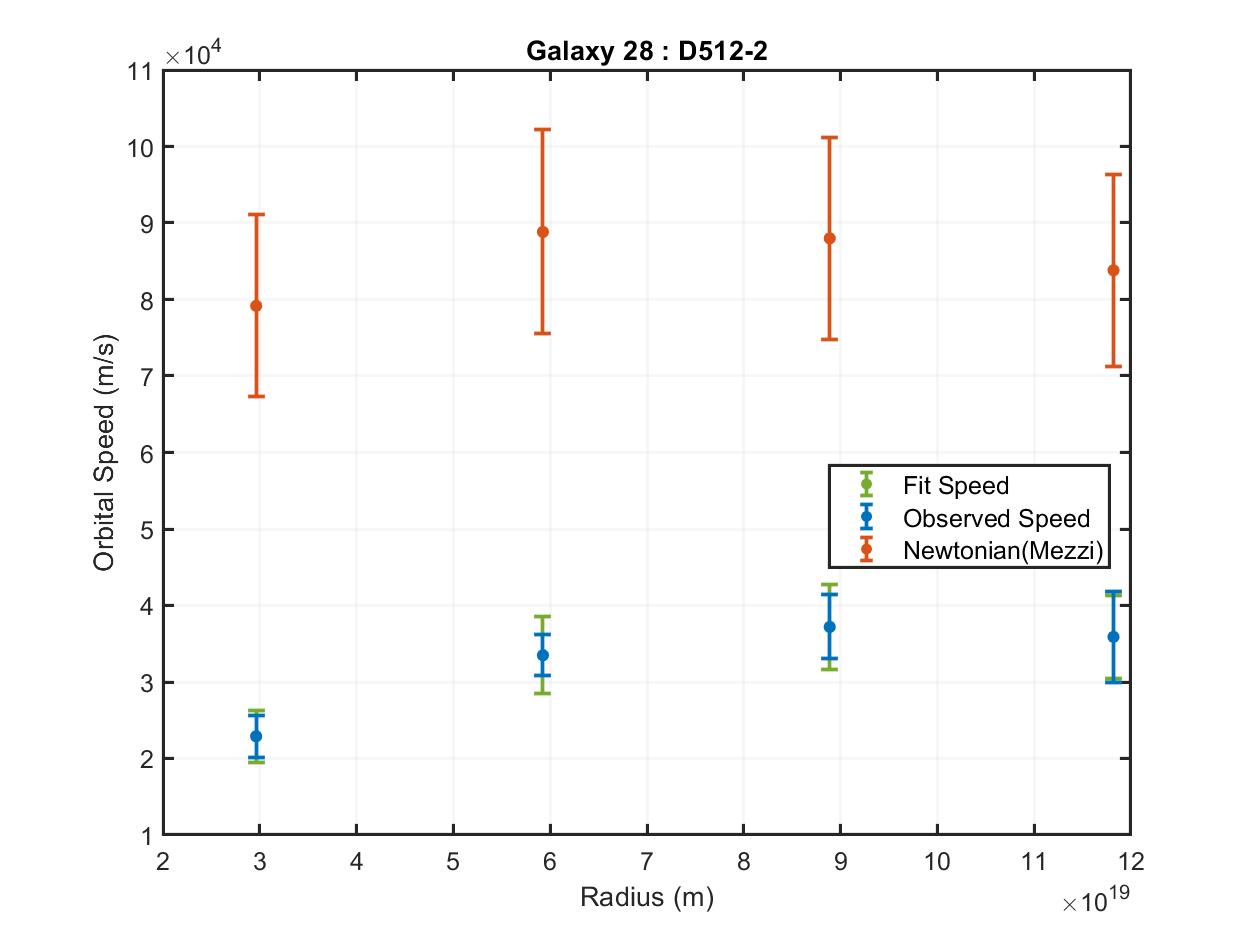 Galaxy 28 : D512-2
×10⁴
11
10
9
8
7
6
5
4
3
2
1
Orbital Speed (m/s)
Fit Speed
Observed Speed
Newtonian(Mezzi)
2 3 4 5 6 7 8 9 10 11 12
Radius (m)
×10¹⁹